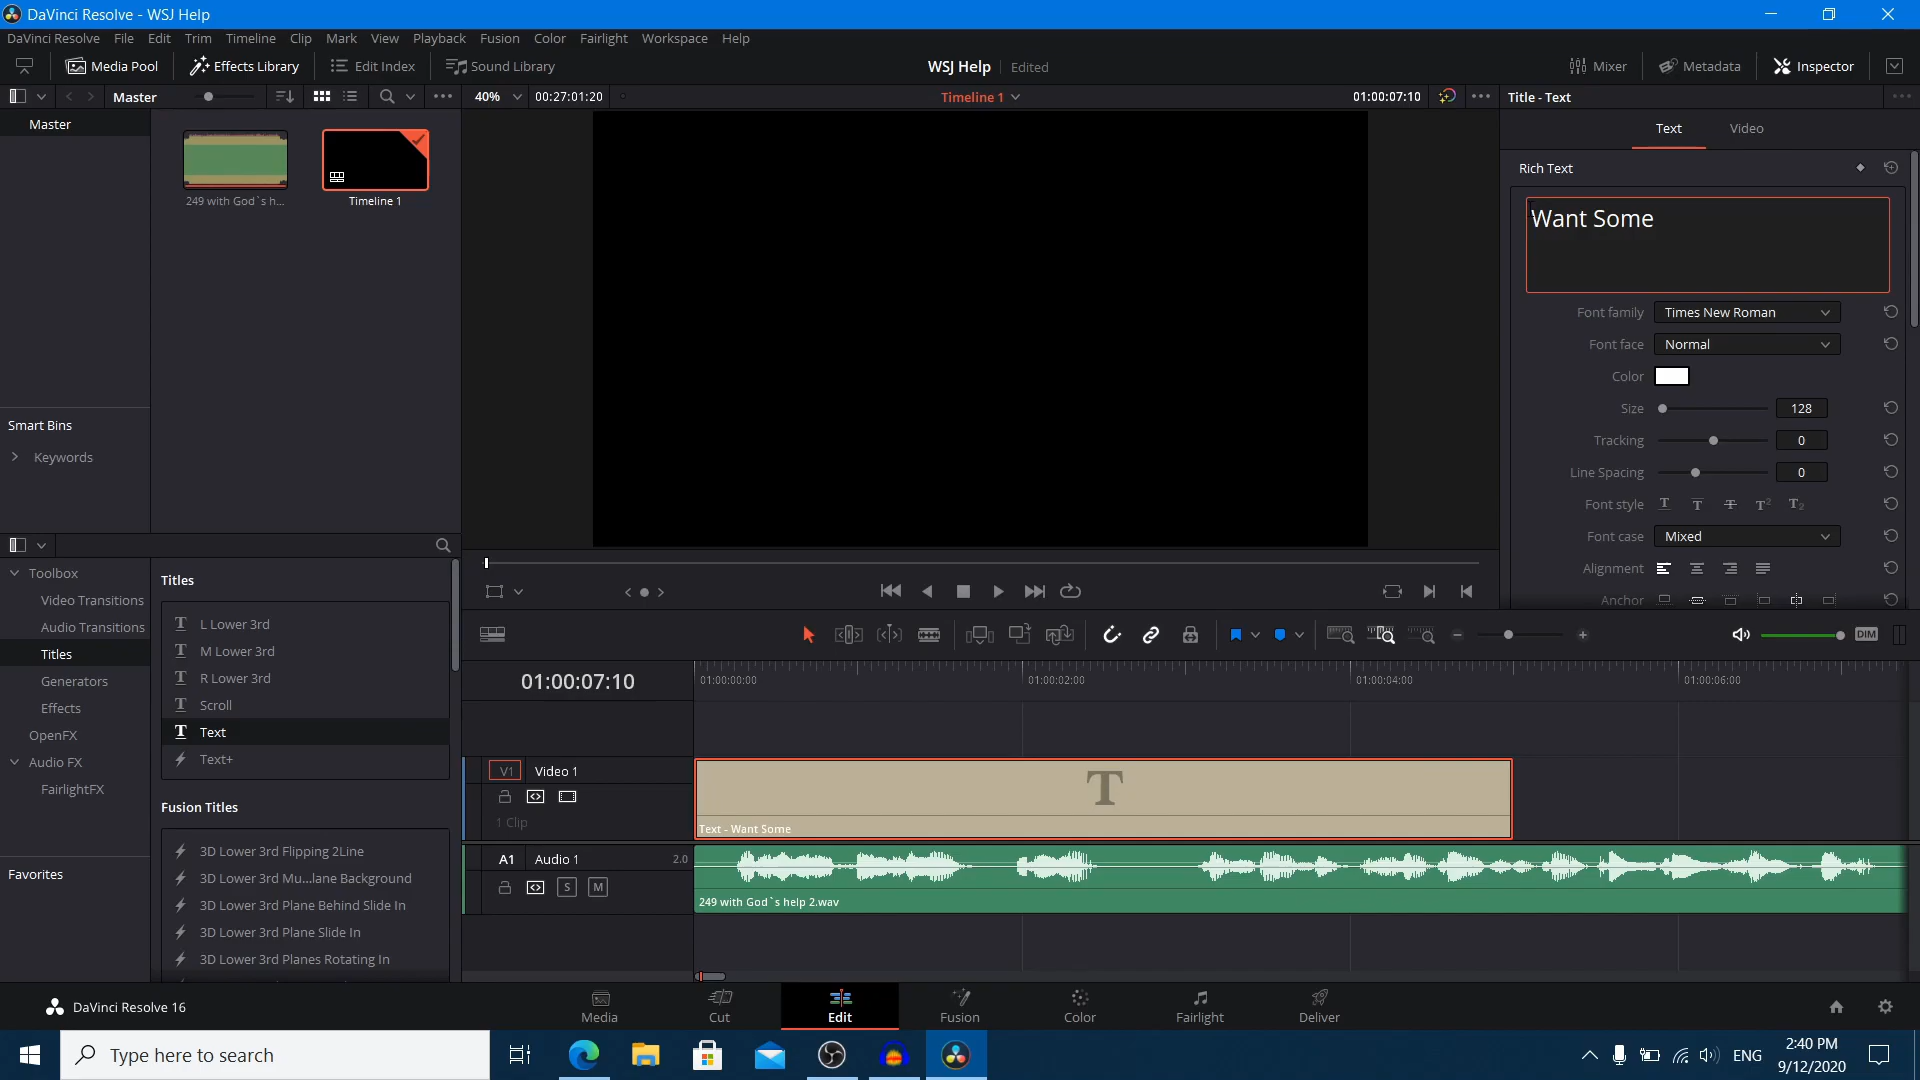 DaVinci Resolve - WSJ Help
DaVinci Resolve File Edit Trim Timeline Clip Mark View Playback Fusion Color Fairlight Workspace Help
Media Pool Effects Library Edit Index Sound Library WSJ Help Edited Mixer Metadata Inspector
Master 40% 00:27:01:20 Timeline 1 01:00:07:10 Title - Text
Master
Text Video
Rich Text
249 with God`s h...
Timeline 1
Want Some
Font family Times New Roman
Font face Normal
Color
Size 128
Tracking 0
Line Spacing 0
Font style
Font case Mixed
Alignment
Anchor
Smart Bins
Keywords
Toolbox
Video Transitions
Audio Transitions
Titles
Generators
Effects
OpenFX
Audio FX
FairlightFX
Favorites
Titles
L Lower 3rd
M Lower 3rd
R Lower 3rd
Scroll
Text
Text+
Fusion Titles
3D Lower 3rd Flipping 2Line
3D Lower 3rd Mu...lane Background
3D Lower 3rd Plane Behind Slide In
3D Lower 3rd Plane Slide In
3D Lower 3rd Planes Rotating In
DIM
01:00:07:10
01:00:00:00 01:00:02:00 01:00:04:00 01:00:06:00
V1 Video 1
1 Clip
T
Text - Want Some
A1 Audio 1 2.0
S M
249 with God`s help 2.wav
DaVinci Resolve 16
Media Cut Edit Fusion Color Fairlight Deliver
Type here to search
ENG
2:40 PM
9/12/2020